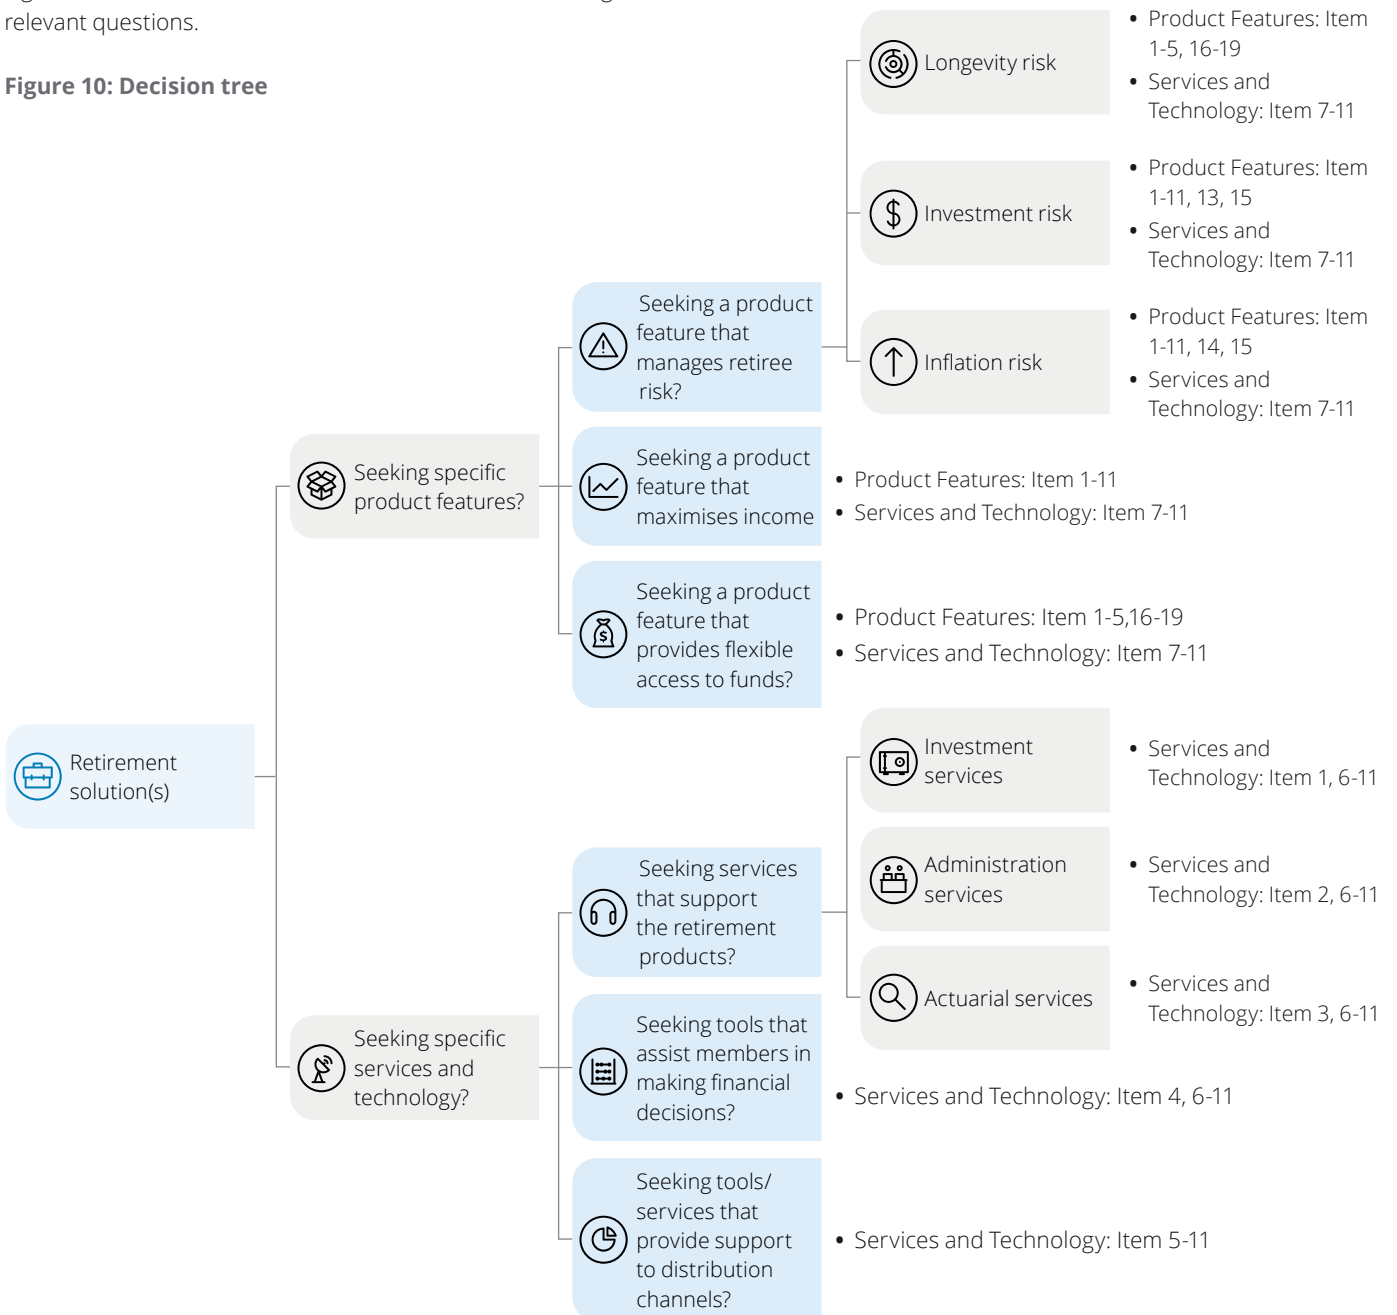 relevant questions.
Figure 10: Decision tree
Longevity risk
• Product Features: Item
1-5, 16-19
• Services and
Technology: Item 7-11
Investment risk
• Product Features: Item
1-11, 13, 15
• Services and
Technology: Item 7-11
Inflation risk
• Product Features: Item
1-11, 14, 15
• Services and
Technology: Item 7-11
Seeking a product
feature that
manages retiree
risk?
Seeking specific
product features?
Seeking a product
feature that
maximises income
• Product Features: Item 1-11
• Services and Technology: Item 7-11
Seeking a product
feature that
provides flexible
access to funds?
• Product Features: Item 1-5,16-19
• Services and Technology: Item 7-11
Retirement
solution(s)
Investment
services
• Services and
Technology: Item 1, 6-11
Administration
services
• Services and
Technology: Item 2, 6-11
Actuarial services
• Services and
Technology: Item 3, 6-11
Seeking services
that support
the retirement
products?
Seeking specific
services and
technology?
Seeking tools that
assist members in
making financial
decisions?
• Services and Technology: Item 4, 6-11
Seeking tools/
services that
provide support
to distribution
channels?
• Services and Technology: Item 5-11